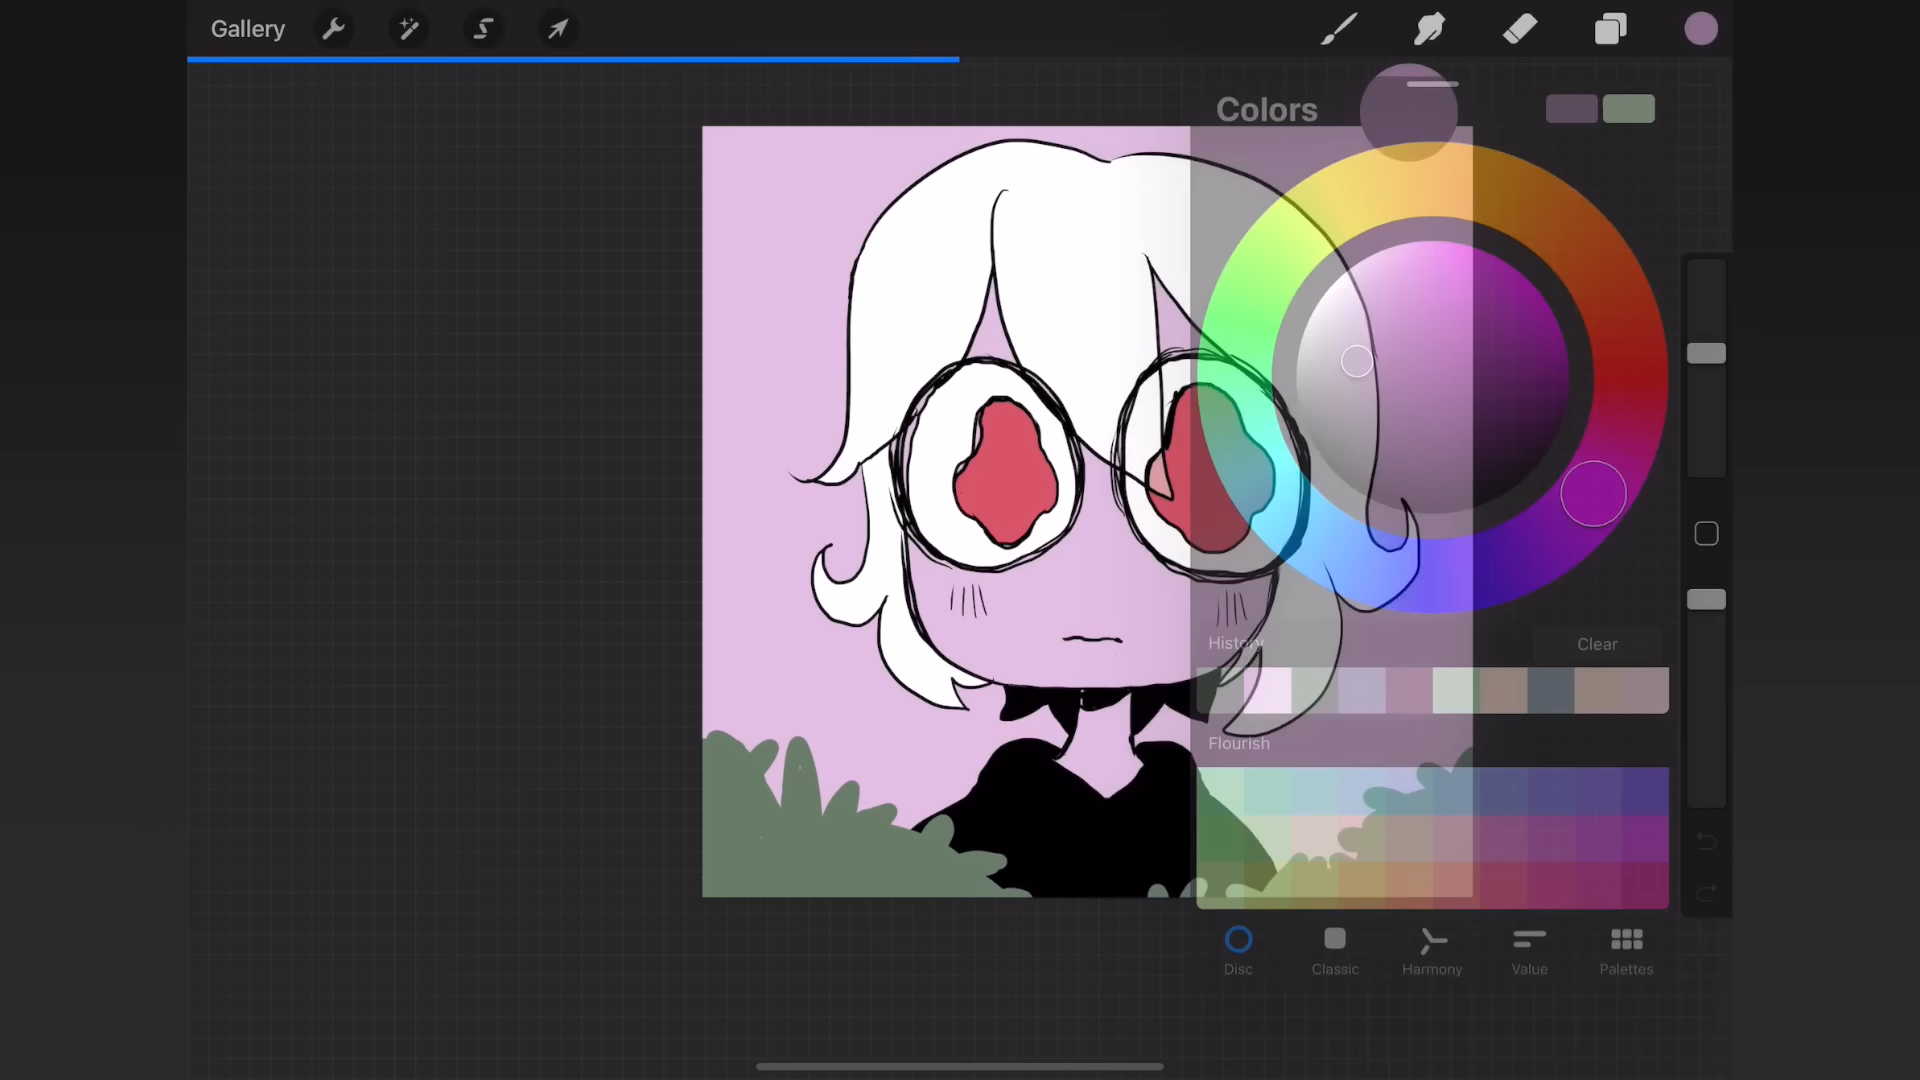 Gallery
Colors
History
Clear
Flourish
Disc
Classic
Harmony
Value
Palettes